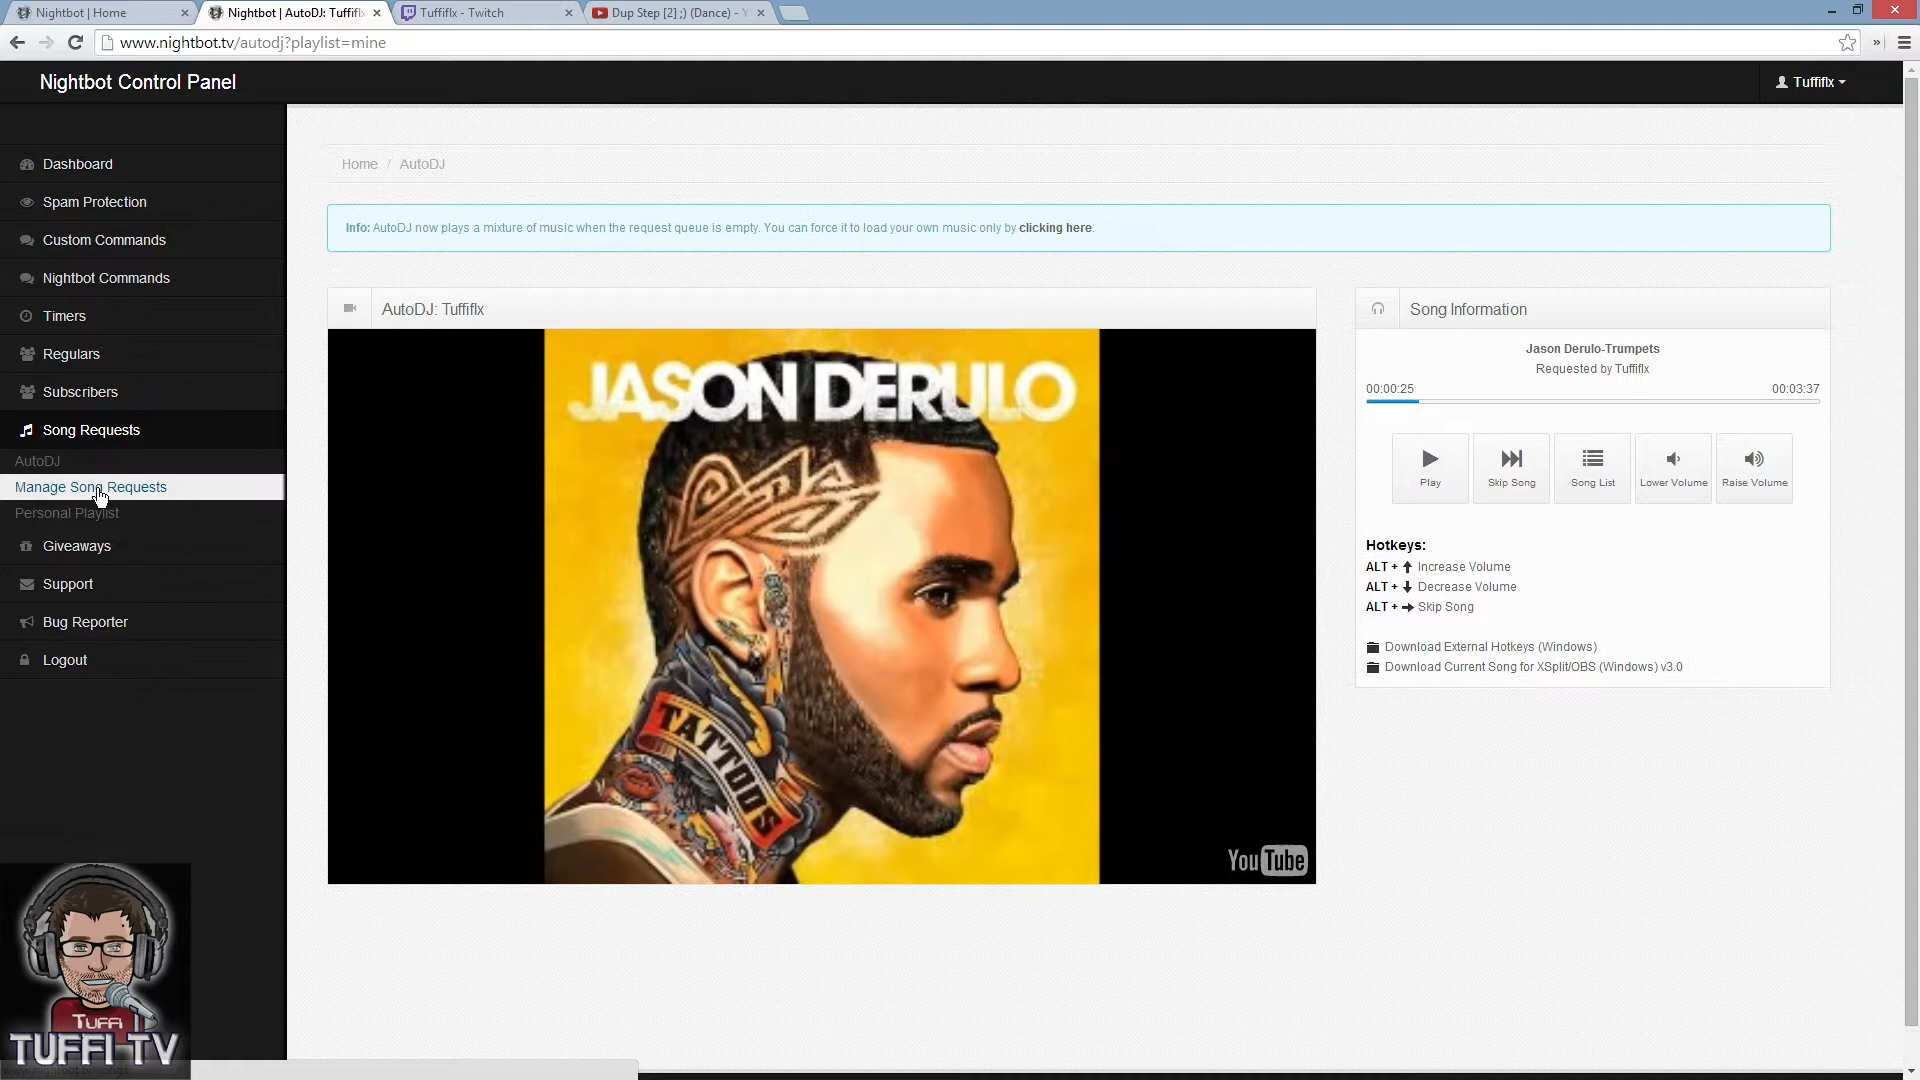 Nightbot | Home
Nightbot | AutoDJ: Tuffifl
Tuffiflx - Twitch
Dup Step [2] ;) (Dance) - Y
www.nightbot.tv/autodj?playlist=mine
Nightbot Control Panel
Tuffiflx
Dashboard
Spam Protection
Custom Commands
Nightbot Commands
Timers
Regulars
Subscribers
Song Requests
AutoDJ
Manage Song Requests
Personal Playlist
Giveaways
Support
Bug Reporter
Logout
Home / AutoDJ
Info: AutoDJ now plays a mixture of music when the request queue is empty. You can force it to load your own music only by clicking here.
AutoDJ: Tuffiflx
JASON DERULO
TATTOOS
YouTube
Song Information
Jason Derulo-Trumpets
Requested by Tuffiflx
00:00:25
00:03:37
Play
Skip Song
Song List
Lower Volume
Raise Volume
Hotkeys:
ALT + Increase Volume
ALT + Decrease Volume
ALT + Skip Song
Download External Hotkeys (Windows)
Download Current Song for XSplit/OBS (Windows) v3.0
TUFFI
TUFFI TV